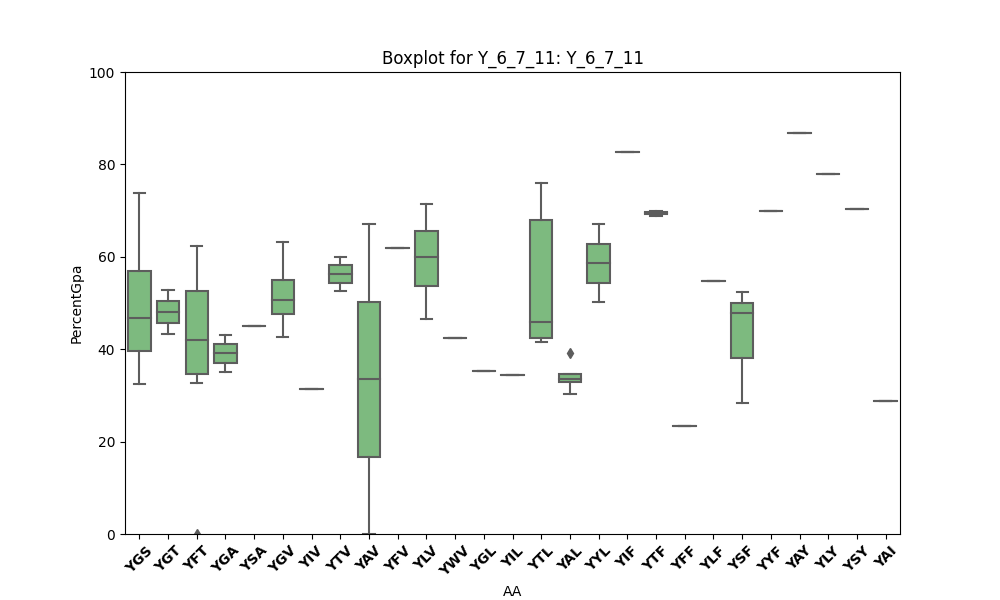 Boxplot for Y_6_7_11: Y_6_7_11
100
80
60
40
20
0
PercentGpa
YGS YGT YFT YGA YSA YGV YIV YTV YAV YFV YLV YWV YGL YIL YTL YAL YYL YIF YTF YFF YLF YSF YYF YAY YLY YSY YAI
AA